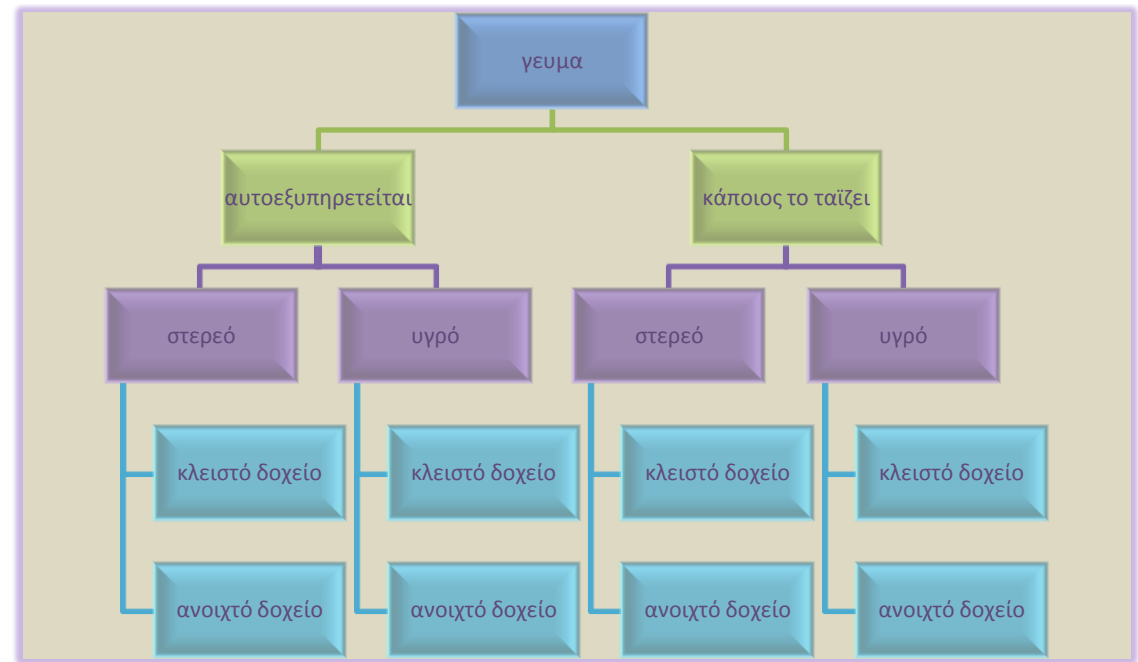 γευμα
αυτοεξυπηρετείται
κάποιος το ταΐζει
στερεό
υγρό
στερεό
υγρό
κλειστό δοχείο
κλειστό δοχείο
κλειστό δοχείο
κλειστό δοχείο
ανοιχτό δοχείο
ανοιχτό δοχείο
ανοιχτό δοχείο
ανοιχτό δοχείο